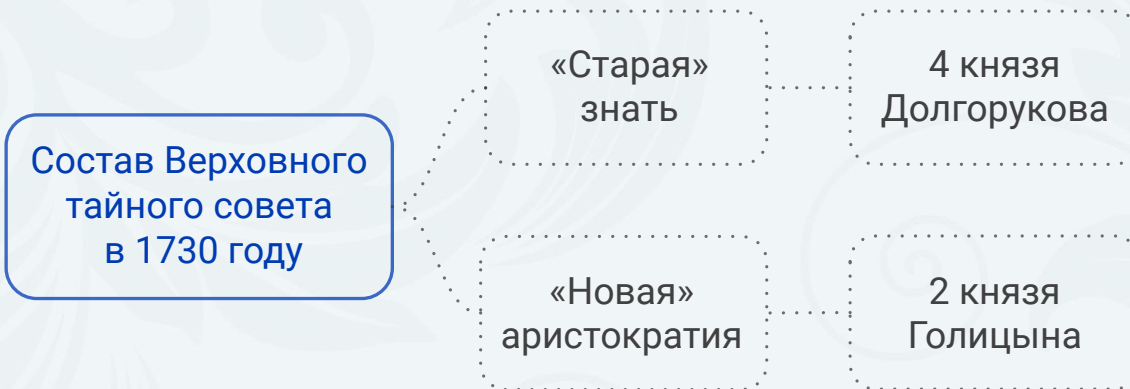 Состав Верховного
тайного совета
в 1730 году
«Старая»
знать
4 князя
Долгорукова
«Новая»
аристократия
2 князя
Голицына